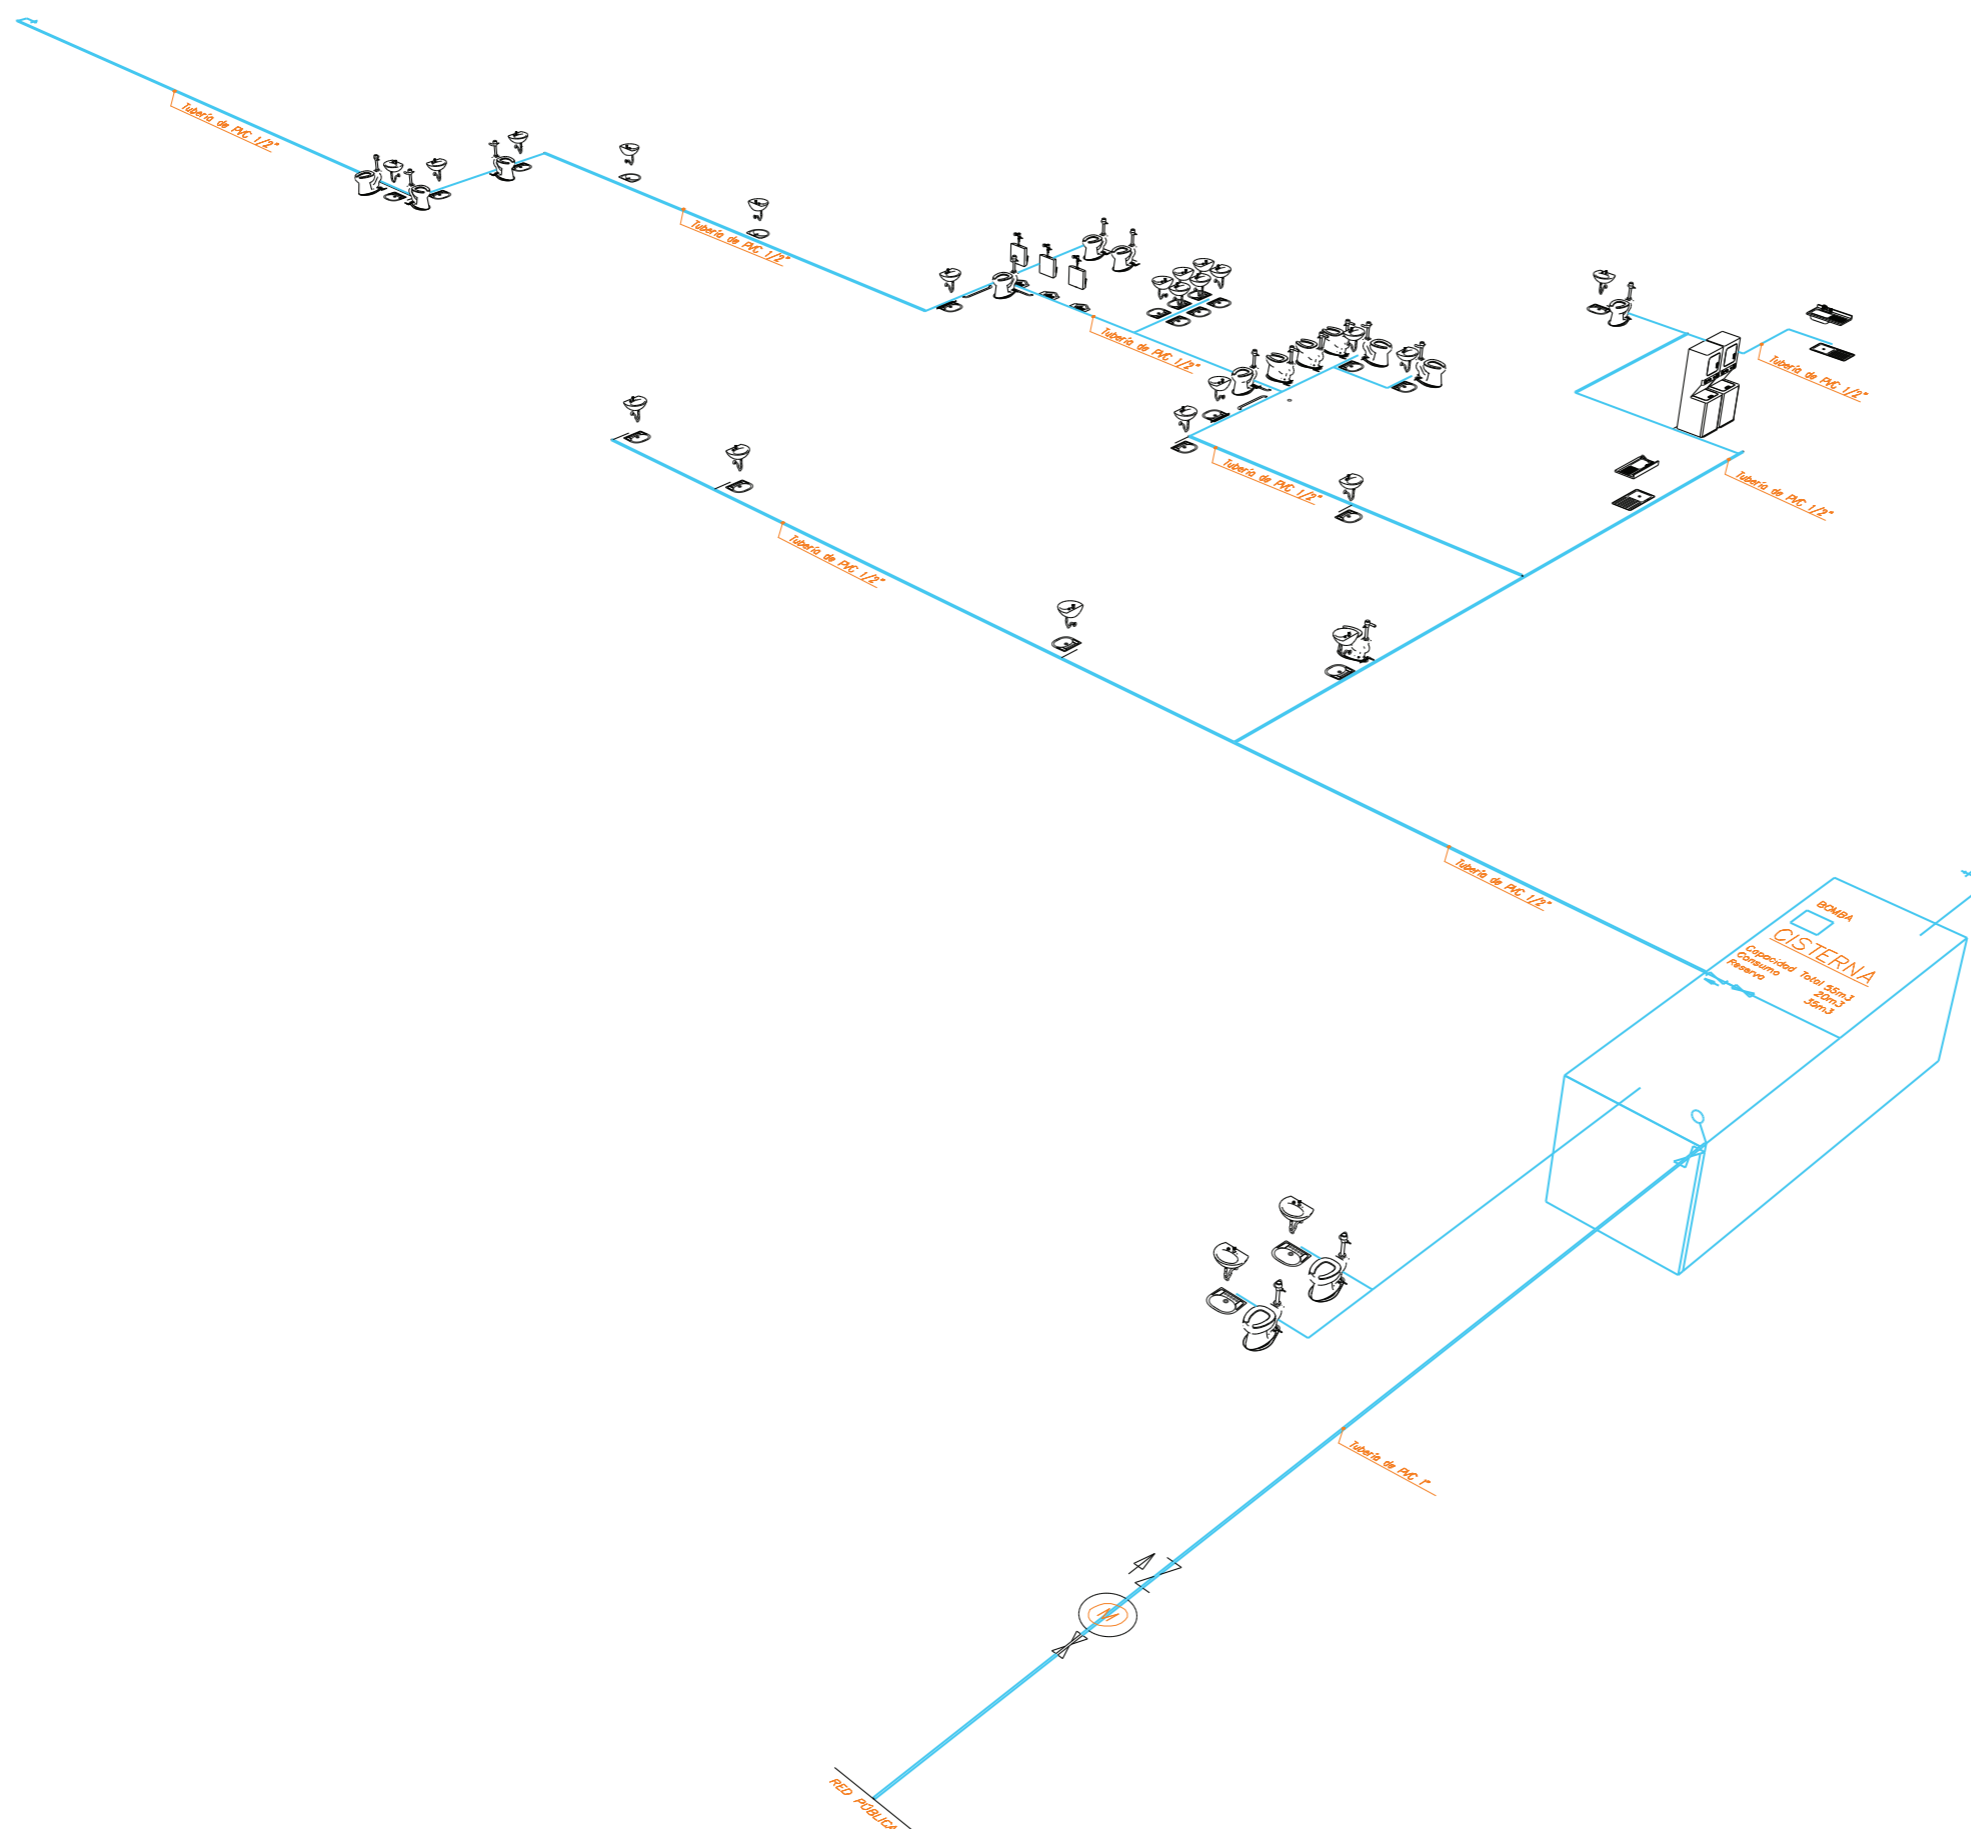 Tubería de PVC 1/2"
Tubería de PVC 1/2"
Tubería de PVC 1/2"
Tubería de PVC 1/2"
Tubería de PVC 1/2"
Tubería de PVC 1/2"
Tubería de PVC 1/2"
Tubería de PVC 1/2"
BOMBA
CISTERNA
Capacidad Total 55m3
Consumo 20m3
Reserva 35m3
Tubería de PVC 1"
M
RED PÚBLICA